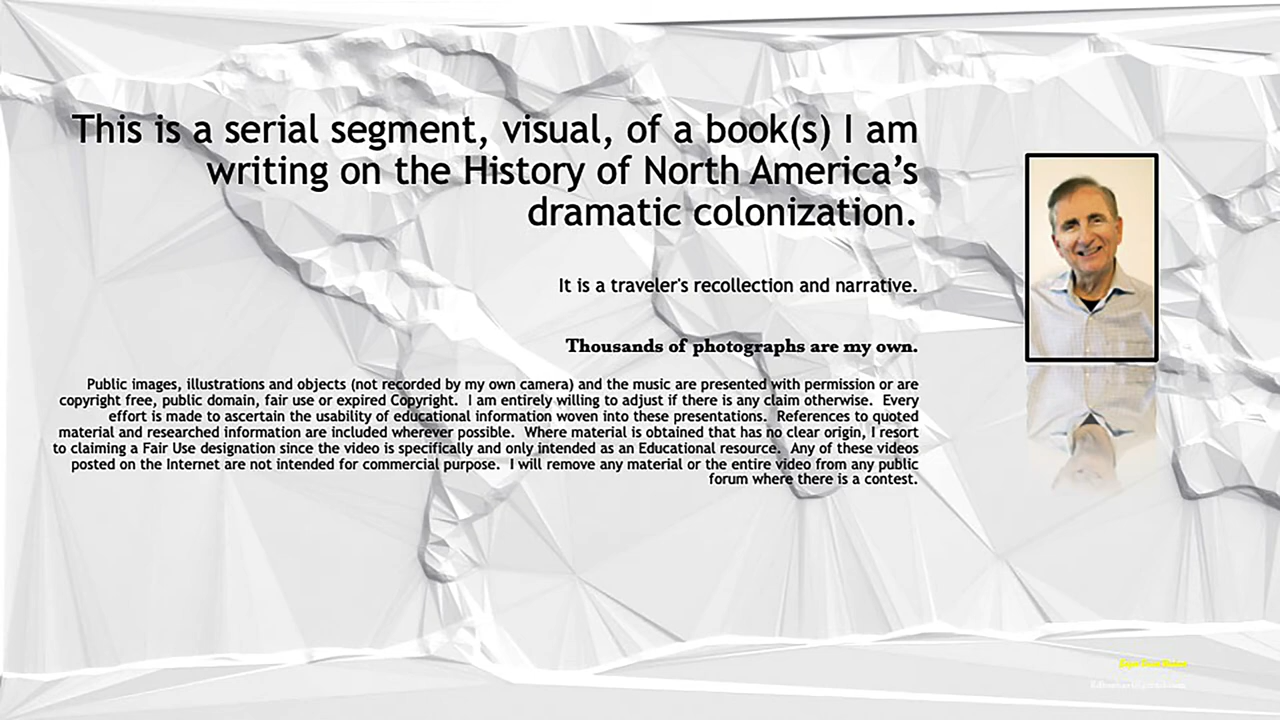 This is a serial segment, visual, of a book(s) I am
writing on the History of North America’s
dramatic colonization.
It is a traveler's recollection and narrative.
Thousands of photographs are my own.
Public images, illustrations and objects (not recorded by my own camera) and the music are presented with permission or are
copyright free, public domain, fair use or expired Copyright.  I am entirely willing to adjust if there is any claim otherwise.  Every
effort is made to ascertain the usability of educational information woven into these presentations.  References to quoted
material and researched information are included wherever possible.  Where material is obtained that has no clear origin, I resort
to claiming a Fair Use designation since the video is specifically and only intended as an Educational resource.  Any of these videos
posted on the Internet are not intended for commercial purpose.  I will remove any material or the entire video from any public
forum where there is a contest.